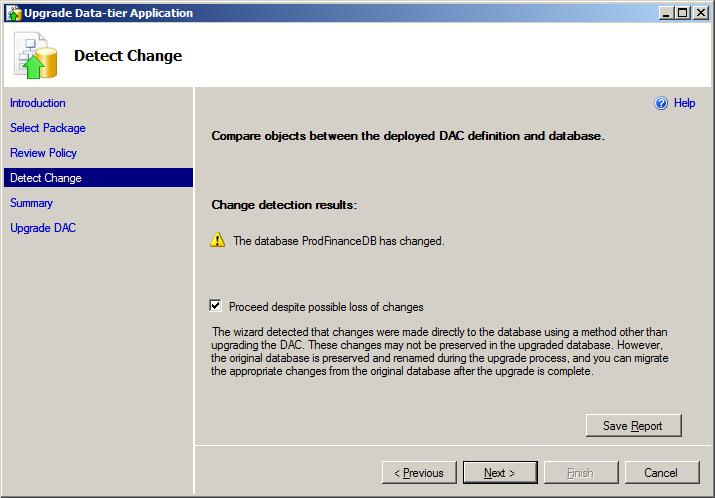 Upgrade Data-tier Application
Detect Change
Introduction
Select Package
Review Policy
Detect Change
Summary
Upgrade DAC
Help
Compare objects between the deployed DAC definition and database.
Change detection results:
The database ProdFinanceDB has changed.
Proceed despite possible loss of changes
The wizard detected that changes were made directly to the database using a method other than
upgrading the DAC. These changes may not be preserved in the upgraded database. However,
the original database is preserved and renamed during the upgrade process, and you can migrate
the appropriate changes from the original database after the upgrade is complete.
Save Report
< Previous
Next >
Finish
Cancel